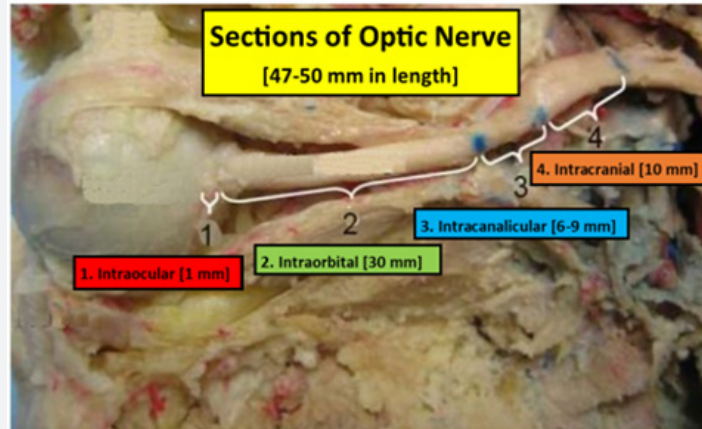 Sections of Optic Nerve
[47-50 mm in length]
1
2
3
4
4. Intracranial [10 mm]
3. Intracanalicular [6-9 mm]
2. Intraorbital [30 mm]
1. Intraocular [1 mm]